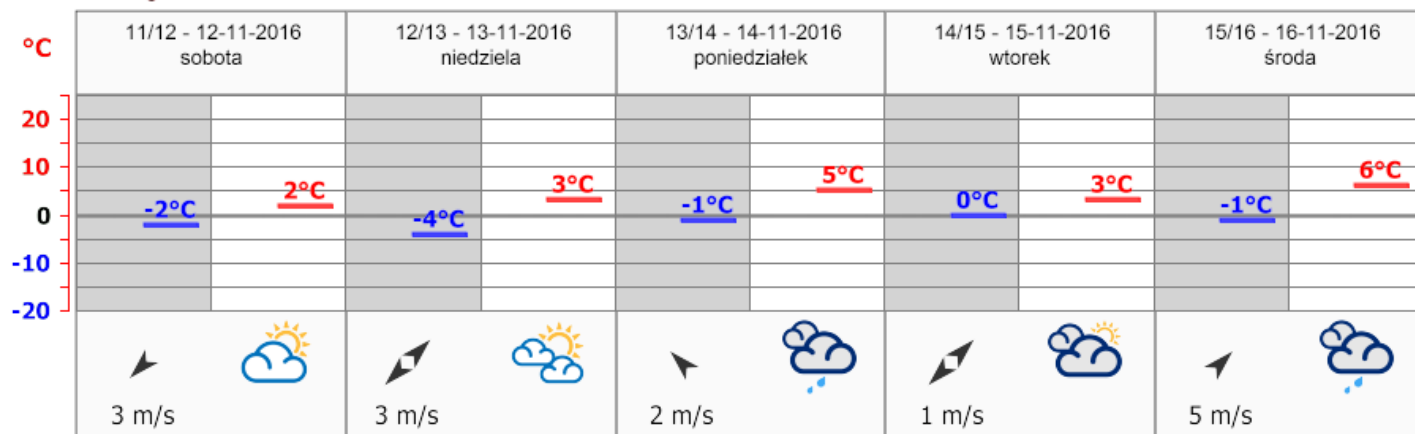 °C
11/12 - 12-11-2016
sobota
12/13 - 13-11-2016
niedziela
13/14 - 14-11-2016
poniedziałek
14/15 - 15-11-2016
wtorek
15/16 - 16-11-2016
środa
20
10
0
-10
-20
-2°C
2°C
-4°C
3°C
-1°C
5°C
0°C
3°C
-1°C
6°C
3 m/s
3 m/s
2 m/s
1 m/s
5 m/s